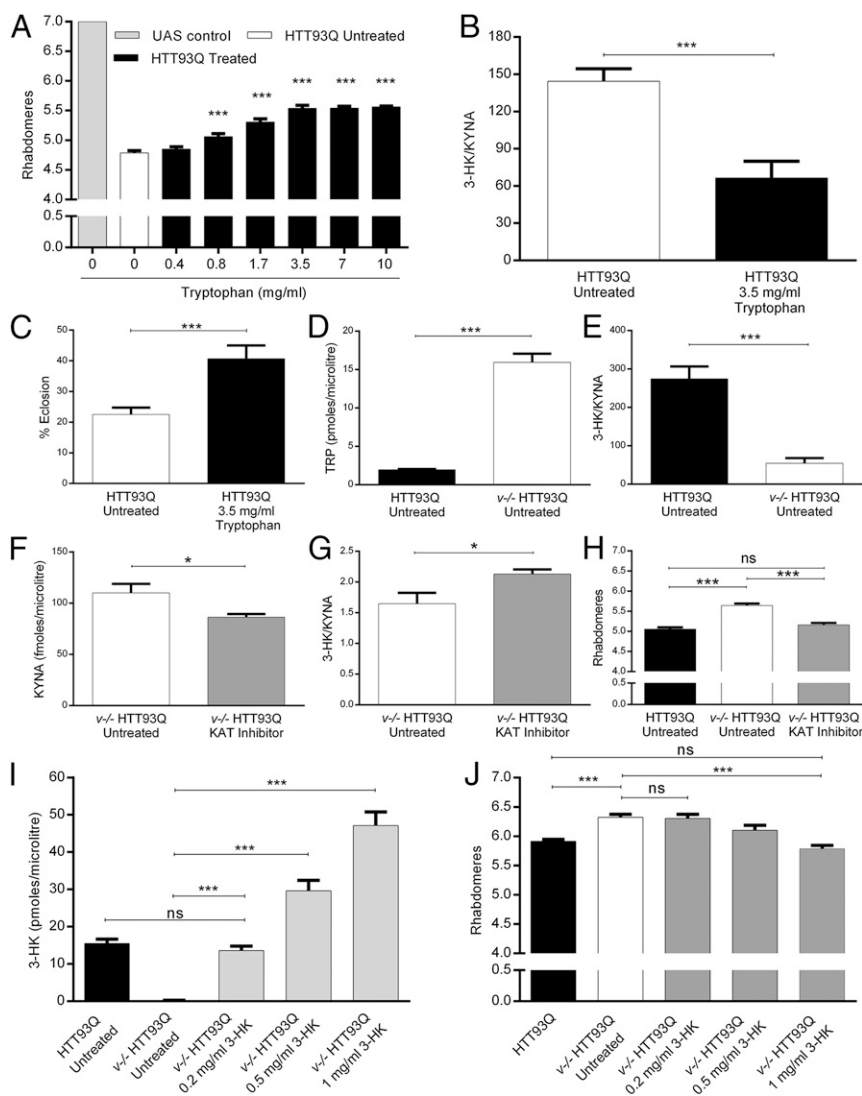 A
UAS control
HTT93Q Untreated
HTT93Q Treated
Rhabdomeres
7.0
6.5
6.0
5.5
5.0
4.5
4.0
0.5
0.0
***
***
***
***
***
0 0 0.4 0.8 1.7 3.5 7 10
Tryptophan (mg/ml)
B
***
3-HK/KYNA
150
120
90
60
30
0
HTT93Q
Untreated
HTT93Q
3.5 mg/ml
Tryptophan
C
***
% Eclosion
50
40
30
20
10
0
HTT93Q
Untreated
HTT93Q
3.5 mg/ml
Tryptophan
D
***
TRP (pmoles/microlitre)
20
15
10
5
0
HTT93Q
Untreated
v-/- HTT93Q
Untreated
E
***
3-HK/KYNA
400
300
200
100
0
HTT93Q
Untreated
v-/- HTT93Q
Untreated
F
*
KYNA (fmoles/microlitre)
150
100
50
0
v-/- HTT93Q
Untreated
v-/- HTT93Q
KAT Inhibitor
G
*
3-HK/KYNA
2.5
2.0
1.5
1.0
0.5
0.0
v-/- HTT93Q
Untreated
v-/- HTT93Q
KAT Inhibitor
H
ns
***
***
Rhabdomeres
7.0
6.5
6.0
5.5
5.0
4.5
4.0
0.5
0.0
HTT93Q
Untreated
v-/- HTT93Q
Untreated
v-/- HTT93Q
KAT Inhibitor
I
***
***
***
ns
3-HK (pmoles/microlitre)
60
50
40
30
20
10
0
HTT93Q
Untreated
v-/- HTT93Q
Untreated
v-/- HTT93Q
0.2 mg/ml 3-HK
v-/- HTT93Q
0.5 mg/ml 3-HK
v-/- HTT93Q
1 mg/ml 3-HK
J
ns
***
***
ns
Rhabdomeres
7.0
6.5
6.0
5.5
5.0
4.5
4.0
0.5
0.0
HTT93Q
v-/- HTT93Q
Untreated
v-/- HTT93Q
0.2 mg/ml 3-HK
v-/- HTT93Q
0.5 mg/ml 3-HK
v-/- HTT93Q
1 mg/ml 3-HK